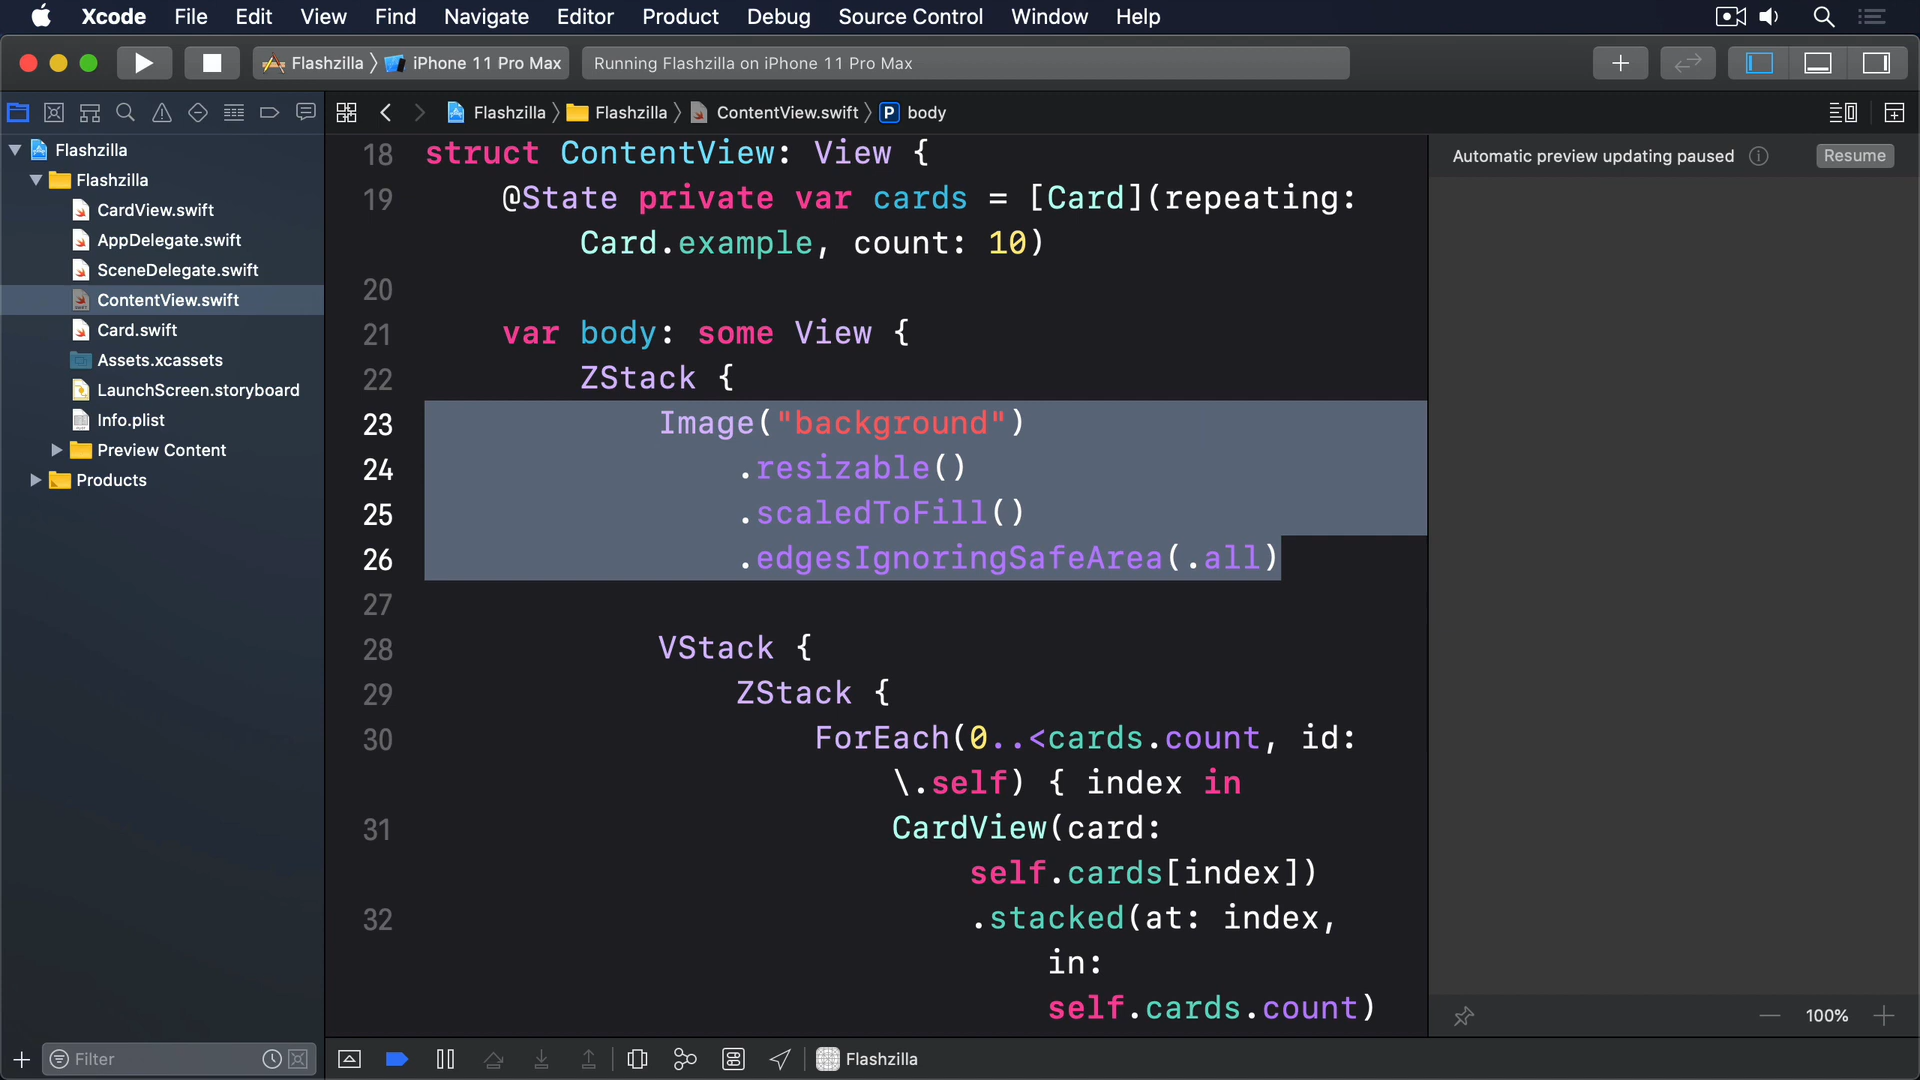 Xcode File Edit View Find Navigate Editor Product Debug Source Control Window Help
Flashzilla iPhone 11 Pro Max
Running Flashzilla on iPhone 11 Pro Max
Flashzilla Flashzilla ContentView.swift P body
Flashzilla
Flashzilla
CardView.swift
AppDelegate.swift
SceneDelegate.swift
ContentView.swift
Card.swift
Assets.xcassets
LaunchScreen.storyboard
Info.plist
Preview Content
Products
Filter
18 struct ContentView: View {
19 @State private var cards = [Card](repeating:
Card.example, count: 10)
20
21 var body: some View {
22 ZStack {
23 Image("background")
24 .resizable()
25 .scaledToFill()
26 .edgesIgnoringSafeArea(.all)
27
28 VStack {
29 ZStack {
30 ForEach(0..<cards.count, id:
\.self) { index in
31 CardView(card:
self.cards[index])
32 .stacked(at: index,
in:
self.cards.count)
Automatic preview updating paused Resume
100%
Flashzilla